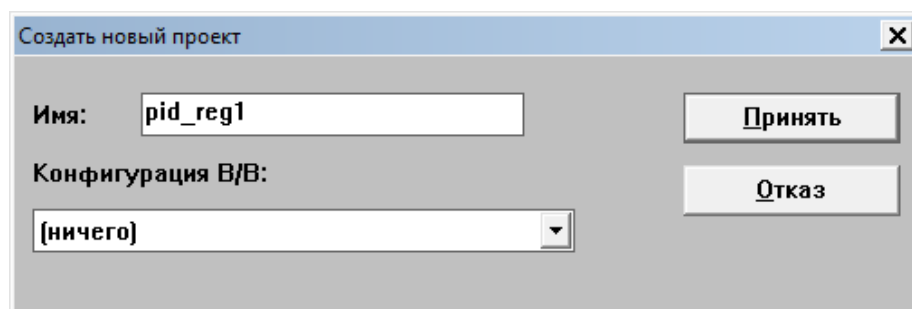 Создать новый проект
Имя: pid_reg1
Принять
Конфигурация В/В:
Отказ
(ничего)